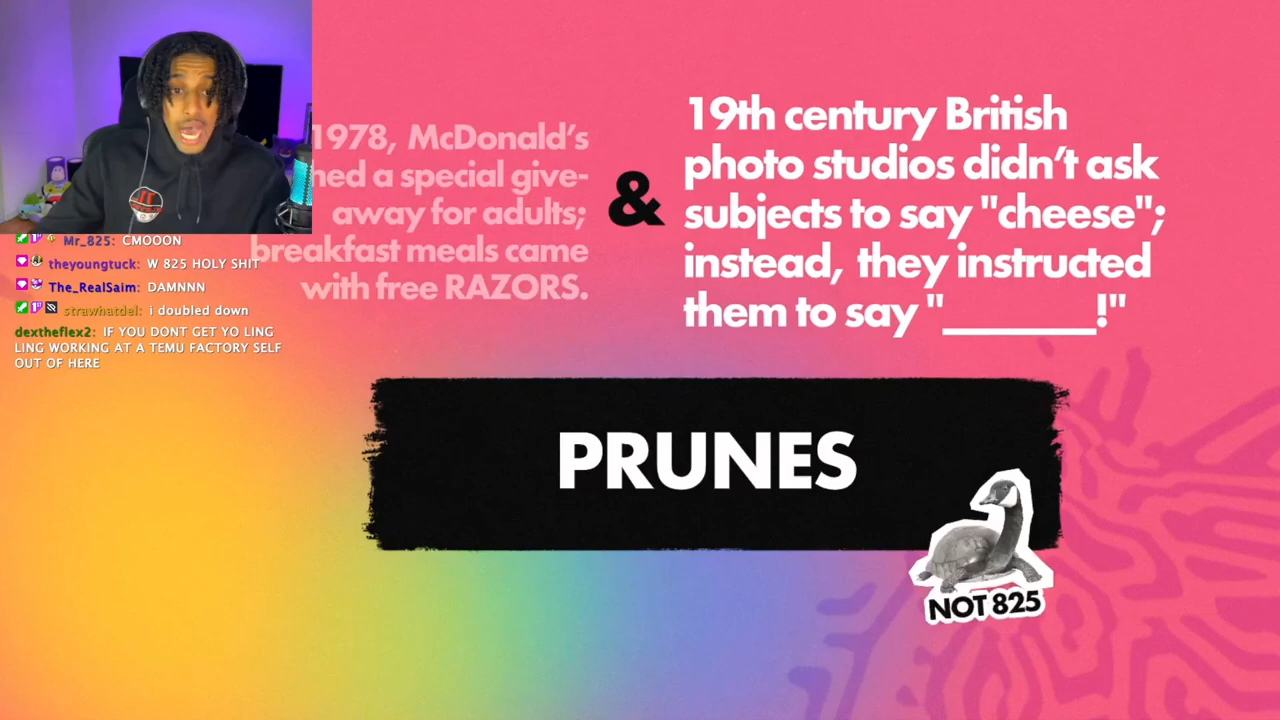 1978, McDonald's
hed a special give-
away for adults;
breakfast meals came
with free RAZORS.
&
19th century British
photo studios didn't ask
subjects to say "cheese";
instead, they instructed
them to say "______!"
Mr_825: CMOOON
theyoungtuck: W 825 HOLY SHIT
The_RealSaim: DAMNNN
strawhatdel: i doubled down
dextheflex2: IF YOU DONT GET YO LING
LING WORKING AT A TEMU FACTORY SELF
OUT OF HERE
PRUNES
NOT 825